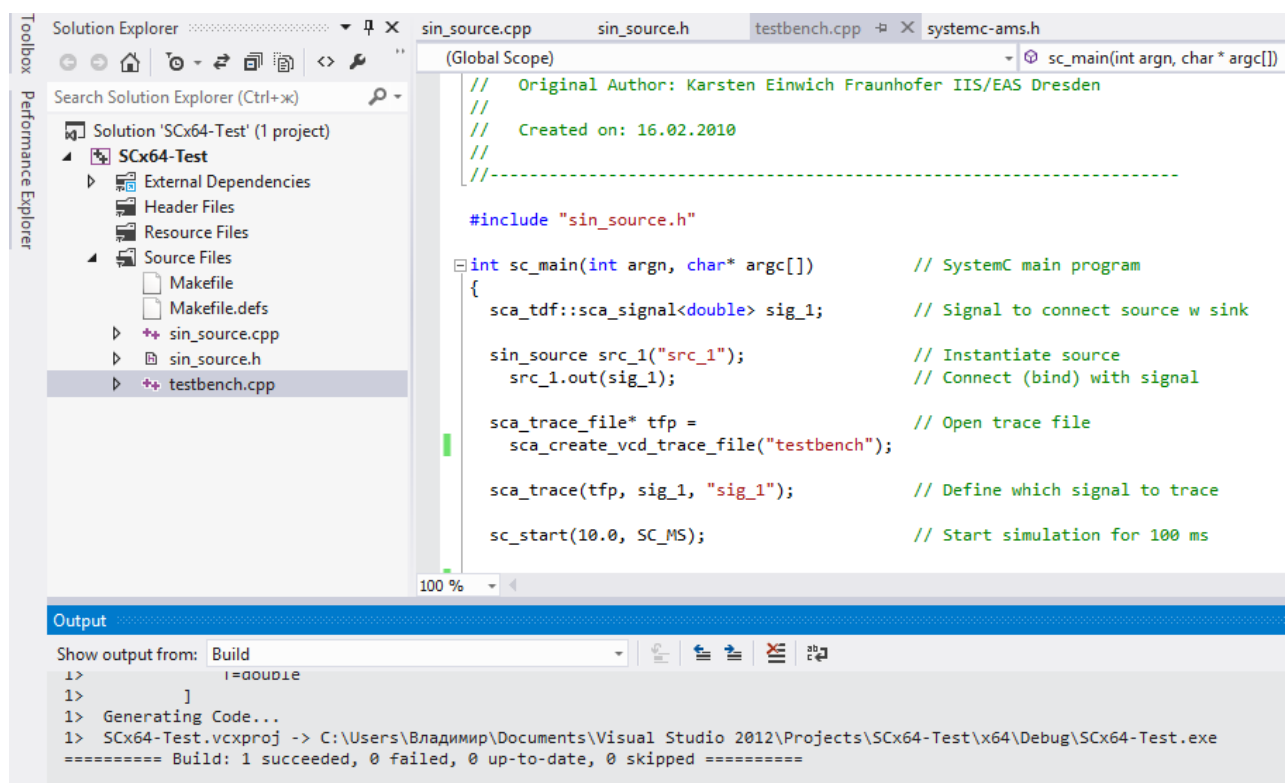 Toolbox
Performance Explorer
Solution Explorer
Search Solution Explorer (Ctrl+ж)
Solution 'SCx64-Test' (1 project)
SCx64-Test
External Dependencies
Header Files
Resource Files
Source Files
Makefile
Makefile.defs
sin_source.cpp
sin_source.h
testbench.cpp
sin_source.cpp sin_source.h testbench.cpp systemc-ams.h
(Global Scope) sc_main(int argn, char * argc[])
// Original Author: Karsten Einwich Fraunhofer IIS/EAS Dresden
//
// Created on: 16.02.2010
//
//----------------------------------------------------------------------
#include "sin_source.h"
int sc_main(int argn, char* argc[]) // SystemC main program
{
sca_tdf::sca_signal<double> sig_1; // Signal to connect source w sink
sin_source src_1("src_1"); // Instantiate source
src_1.out(sig_1); // Connect (bind) with signal
sca_trace_file* tfp = // Open trace file
sca_create_vcd_trace_file("testbench");
sca_trace(tfp, sig_1, "sig_1"); // Define which signal to trace
sc_start(10.0, SC_MS); // Start simulation for 100 ms
100 %
Output
Show output from: Build
1> T=double
1> ]
1> Generating Code...
1> SCx64-Test.vcxproj -> C:\Users\Владимир\Documents\Visual Studio 2012\Projects\SCx64-Test\x64\Debug\SCx64-Test.exe
========== Build: 1 succeeded, 0 failed, 0 up-to-date, 0 skipped ==========